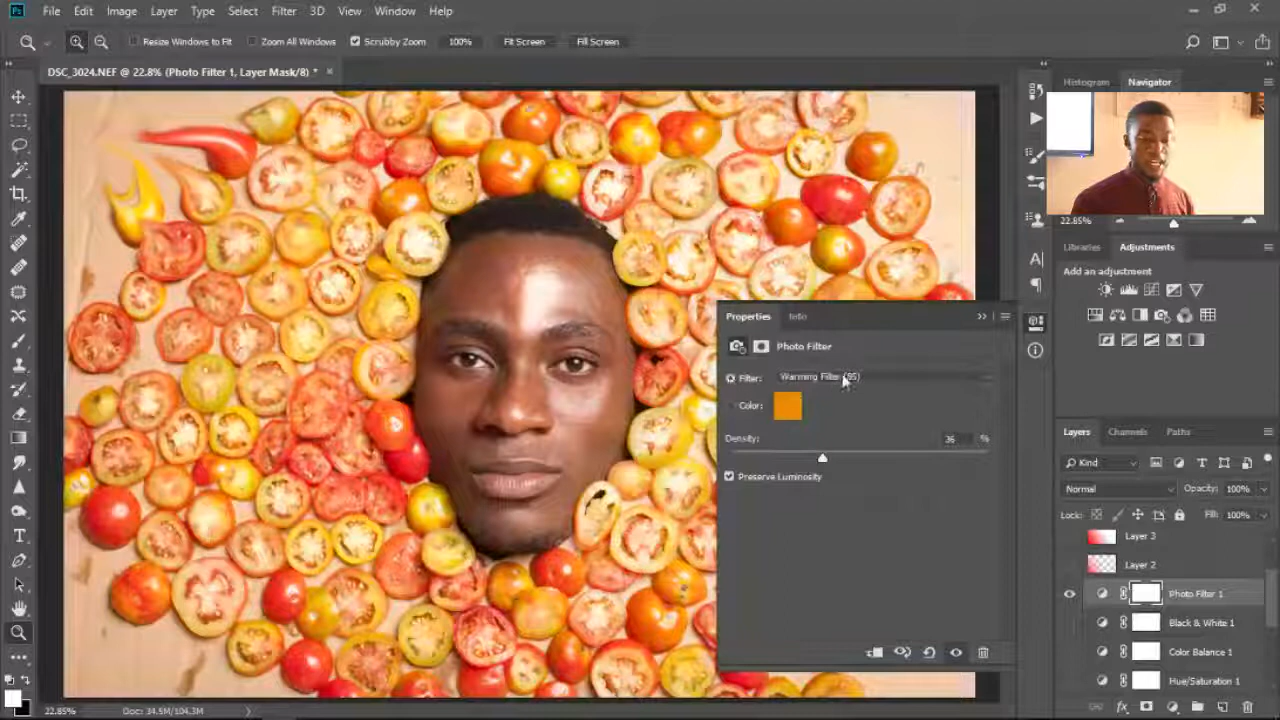 Ps File Edit Image Layer Type Select Filter 3D View Window Help
Resize Windows to Fit Zoom All Windows Scrubby Zoom 100% Fit Screen Fill Screen
DSC_3024.NEF @ 22.8% (Photo Filter 1, Layer Mask/8) * ×
Histogram Navigator
22.85%
Libraries Adjustments
Add an adjustment
Properties Info
Photo Filter
Filter: Warming Filter (85)
Color:
Density: 36 %
Preserve Luminosity
Layers Channels Paths
Kind
Normal Opacity: 100%
Lock: Fill: 100%
Layer 3
Layer 2
Photo Filter 1
Black & White 1
Color Balance 1
Hue/Saturation 1
22.85% Doc: 34.5M/104.3M